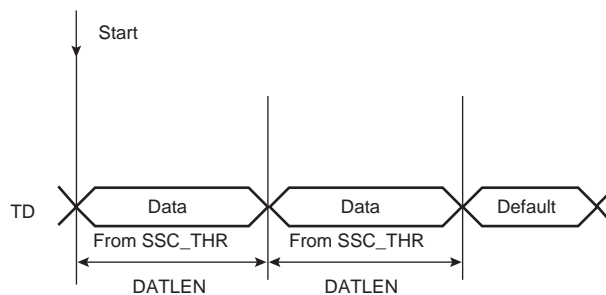 Start
TD
Data
Data
Default
From SSC_THR
From SSC_THR
DATLEN
DATLEN